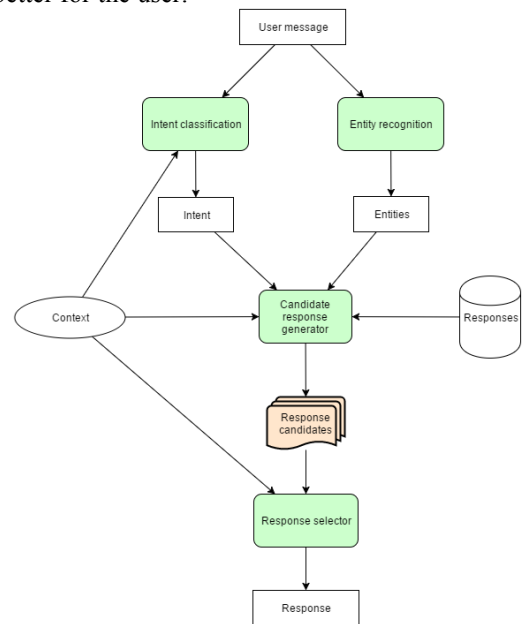 better for the user.
User message
Intent classification
Entity recognition
Intent
Entities
Context
Candidate
response
generator
Responses
Response
candidates
Response selector
Response